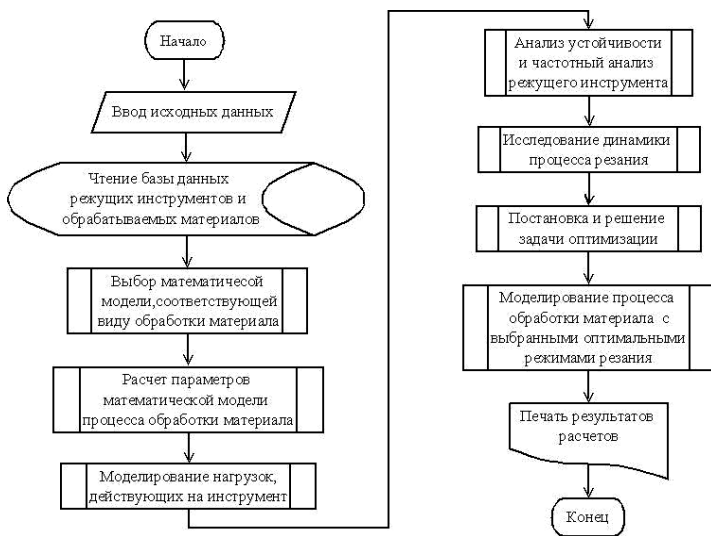 Начало
Ввод исходных данных
Чтение базы данных
режущих инструментов и
обрабатываемых материалов
Выбор математичесой
модели,соответствующей
виду обработки материала
Расчет параметров
математической модели
процесса обработки материала
Моделирование нагрузок,
действующих на инструмент
Анализ устойчивости
и частотный анализ
режущего инструмента
Исследование динамики
процесса резания
Постановка и решение
задачи оптимизации
Моделирование процесса
обработки материала с
выбранными оптимальными
режимами резания
Печать результатов
расчетов
Конец